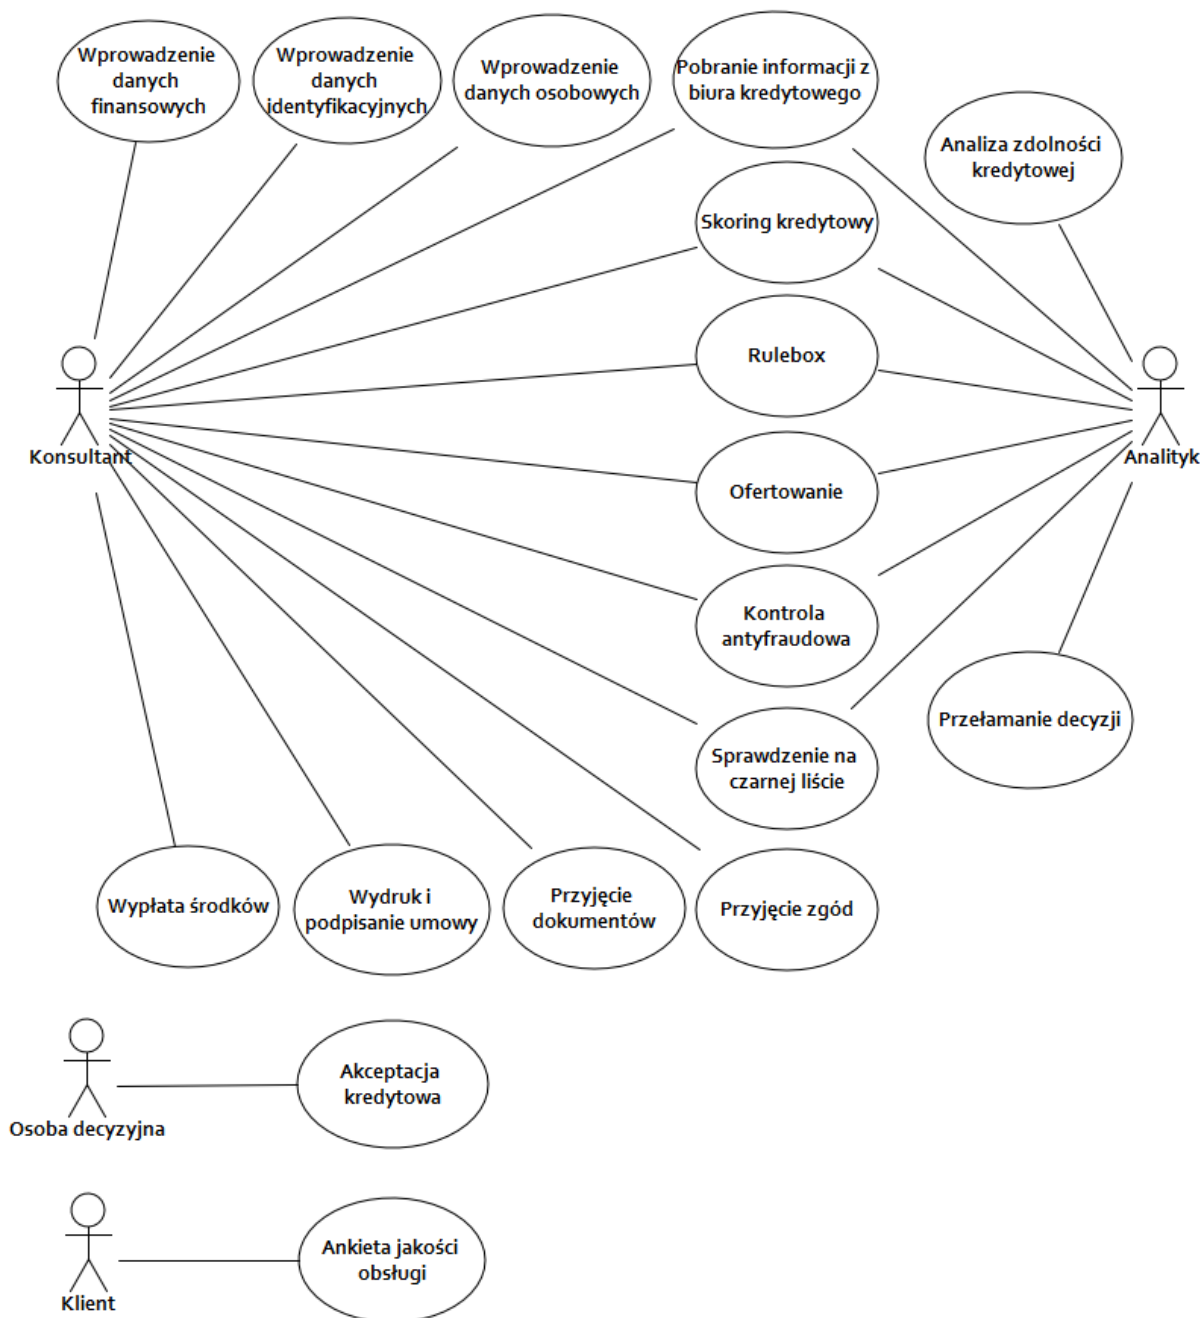 Wprowadzenie
danych
finansowych
Wprowadzenie
danych
identyfikacyjnych
Wprowadzenie
danych osobowych
Pobranie informacji z
biura kredytowego
Analiza zdolności
kredytowej
Skoring kredytowy
Rulebox
Konsultant
Analityk
Ofertowanie
Kontrola
antyfraudowa
Przełamanie decyzji
Sprawdzenie na
czarnej liście
Wypłata środków
Wydruk i
podpisanie umowy
Przyjęcie
dokumentów
Przyjęcie zgód
Akceptacja
kredytowa
Osoba decyzyjna
Ankieta jakości
obsługi
Klient